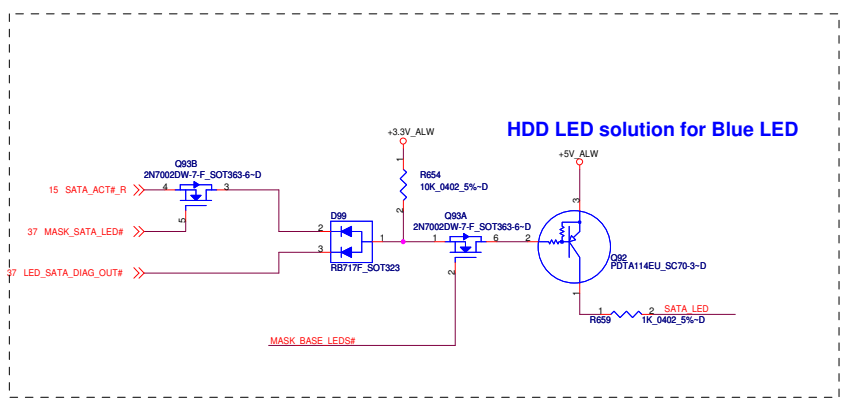 HDD LED solution for Blue LED
+3.3V_ALW
+5V_ALW
Q93B
2N7002DW-7-F_SOT363-6~D
1
R654
10K_0402_5%~D
2
15 SATA_ACT#_R
4
3
5
3
37 MASK_SATA_LED#
D99
2
1
3
RB717F_SOT323
Q93A
2N7002DW-7-F_SOT363-6~D
1
6
2
2
Q92
PDTA114EU_SC70-3~D
37 LED_SATA_DIAG_OUT#
1
1
2
SATA_LED
R659
1K_0402_5%~D
MASK_BASE_LEDS#